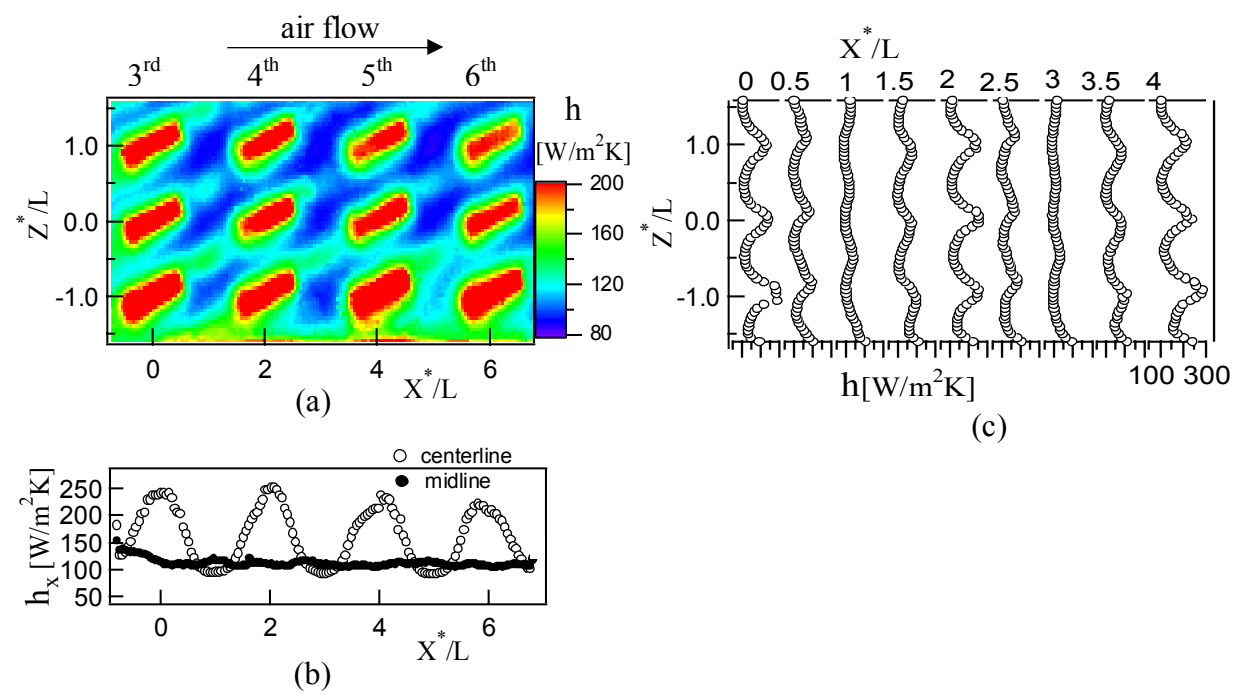 air flow
3rd 4th 5th 6th
h
[W/m2K]
200
160
120
80
Z*/L
1.0
0.0
-1.0
0 2 4 6
X*/L
(a)
X*/L
0 0.5 1 1.5 2 2.5 3 3.5 4
Z*/L
1.0
0.0
-1.0
100 300
h[W/m2K]
(c)
centerline
midline
hx [W/m2K]
250
200
150
100
50
0 2 4 6
X*/L
(b)